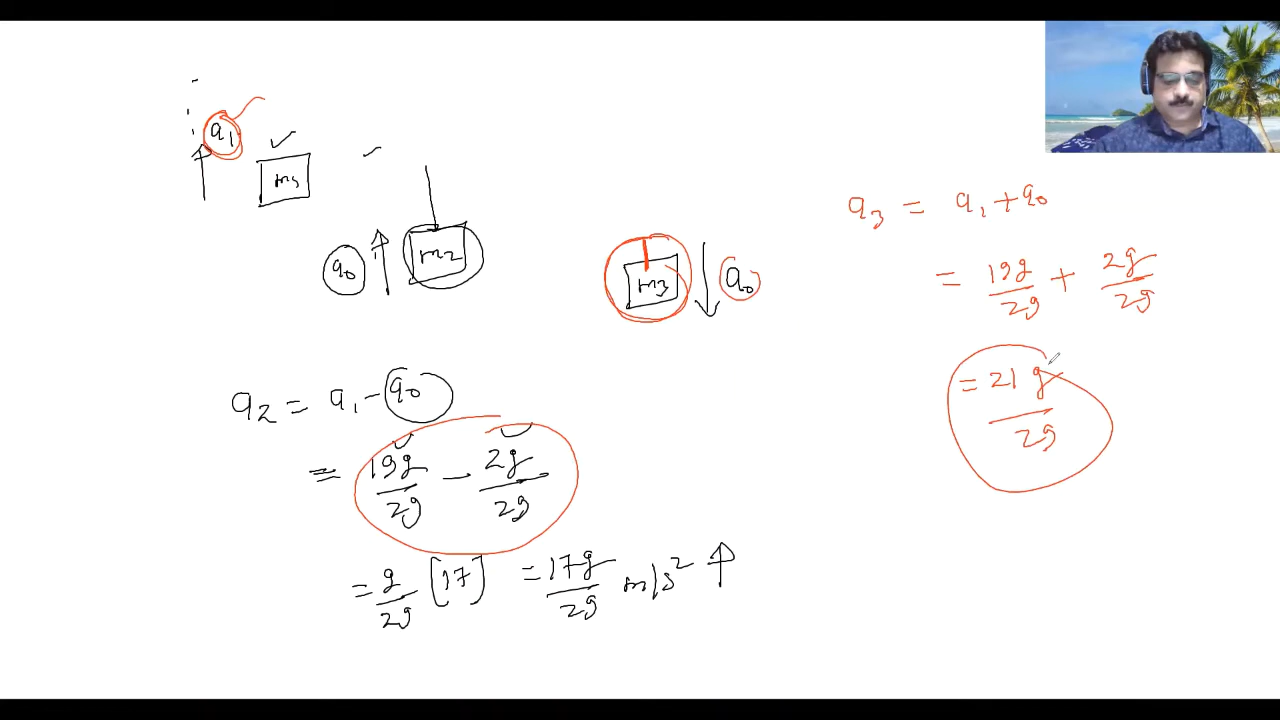 a1
m1
a0 m2
m3 a0
a3 = a1 + a0
= 19g/29 + 2g/29
= 21g/29
a2 = a1 - a0
= 19g/29 - 2g/29
= g/29 [17] = 17g/29 m/s² ↑